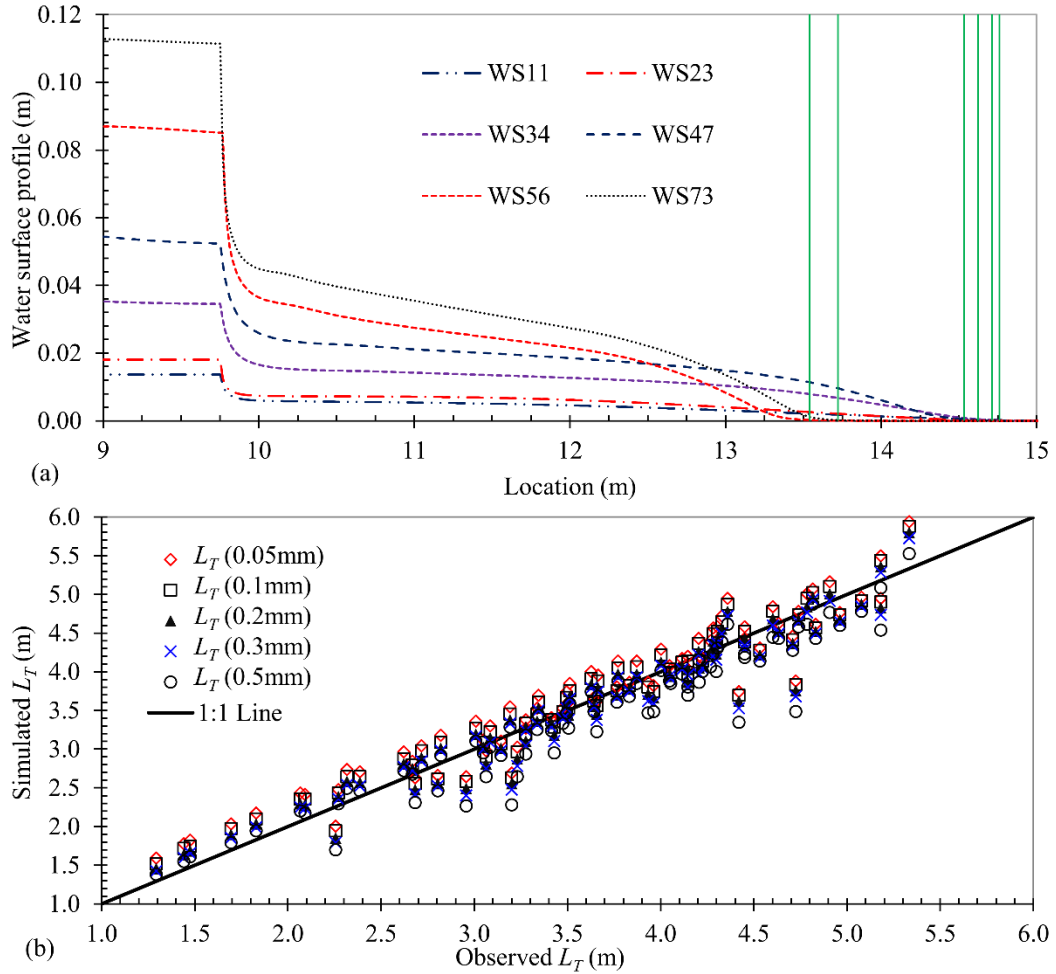 0.12
0.10
0.08
0.06
0.04
0.02
0.00
Water surface profile (m)
WS11
WS23
WS34
WS47
WS56
WS73
9
10
11
12
13
14
15
(a)
Location (m)
6.0
5.5
5.0
4.5
4.0
3.5
3.0
2.5
2.0
1.5
1.0
Simulated L_T (m)
L_T (0.05mm)
L_T (0.1mm)
L_T (0.2mm)
L_T (0.3mm)
L_T (0.5mm)
1:1 Line
1.0
1.5
2.0
2.5
3.0
3.5
4.0
4.5
5.0
5.5
6.0
(b)
Observed L_T (m)